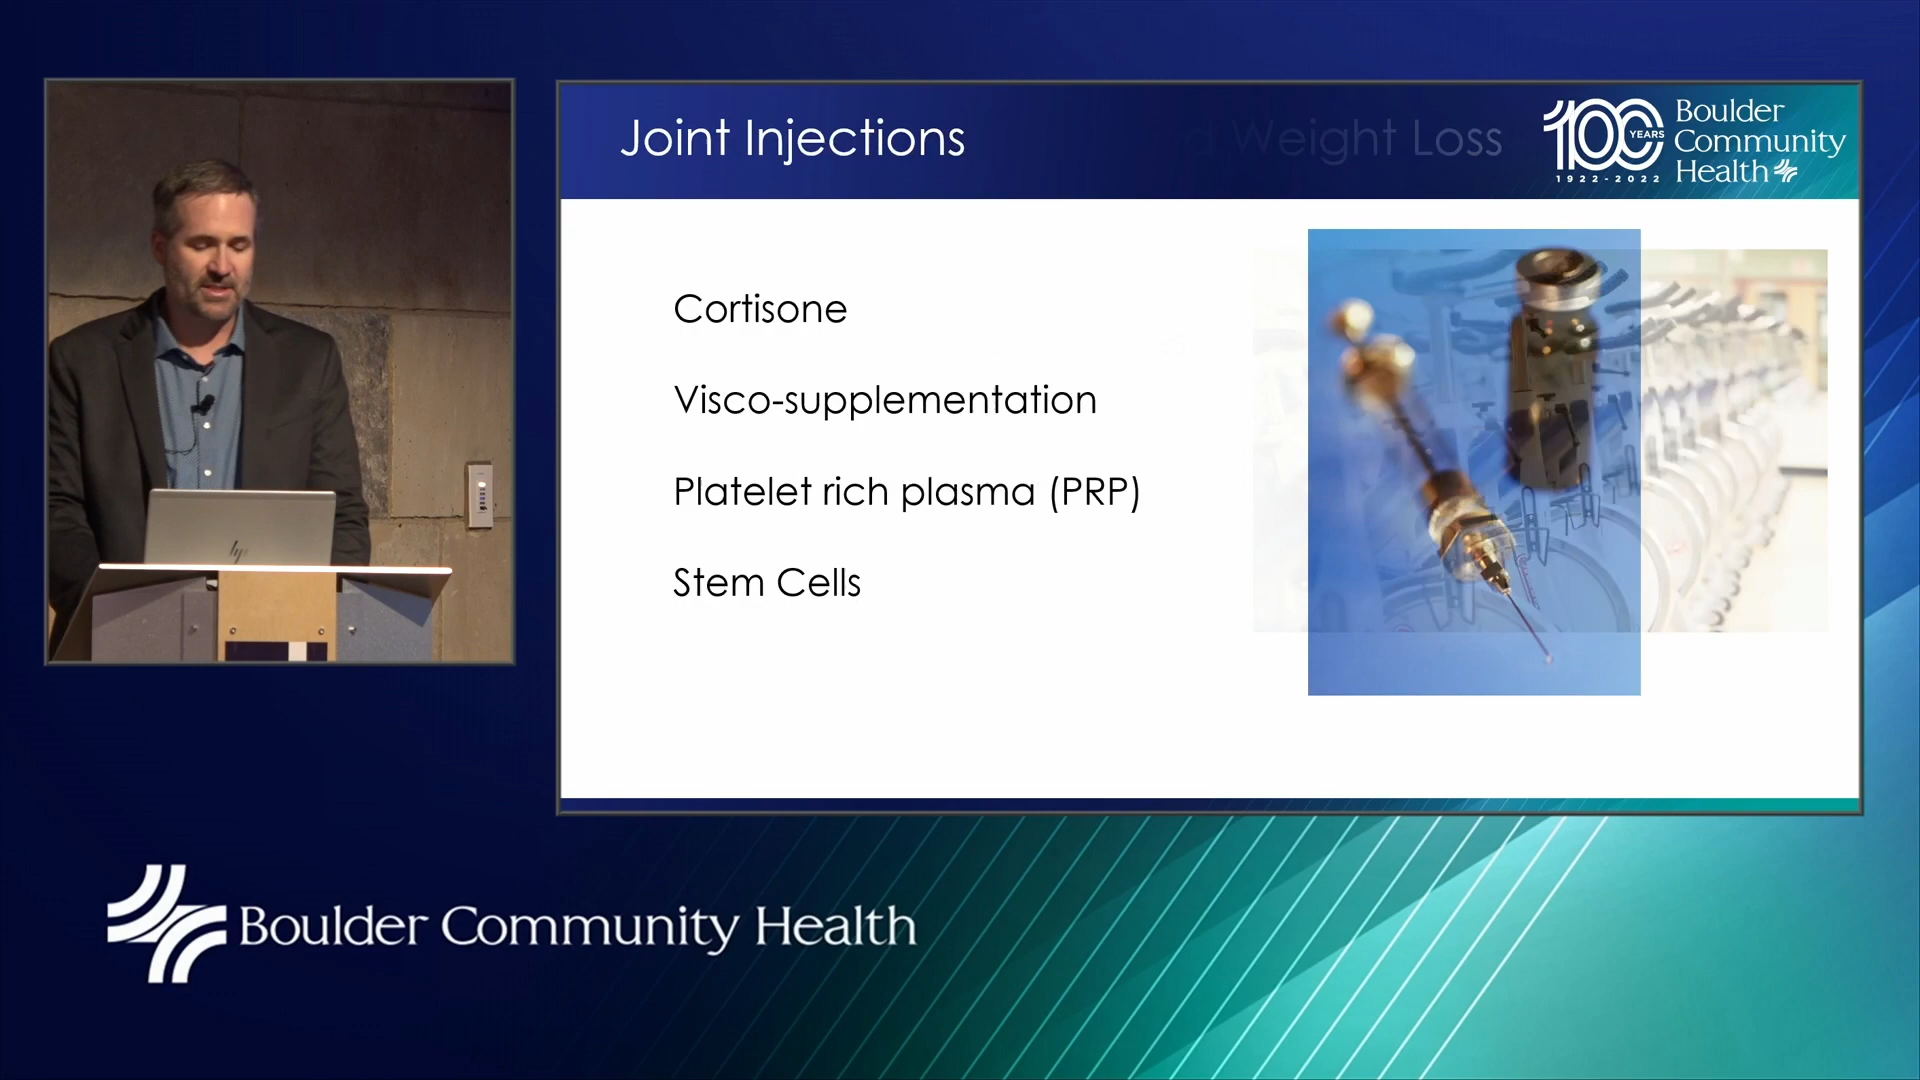 Joint Injections
d Weight Loss
100 YEARS
1922-2022
Boulder
Community
Health
Cortisone
Visco-supplementation
Platelet rich plasma (PRP)
Stem Cells
hp
Boulder Community Health